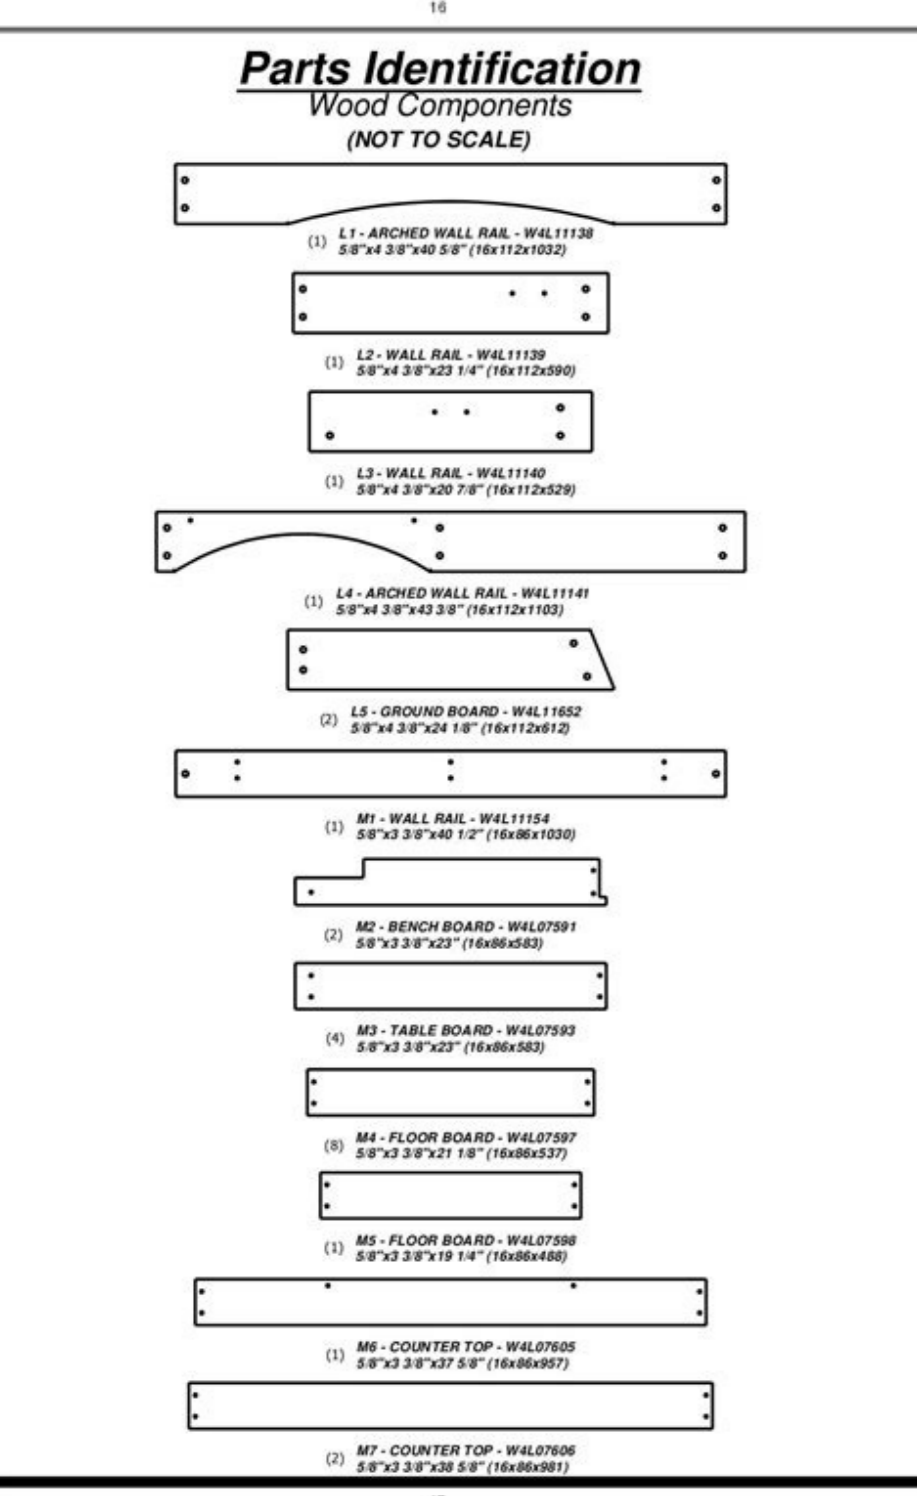 16
Parts Identification
Wood Components
(NOT TO SCALE)
(1) L1 - ARCHED WALL RAIL - W4L11138
5/8"x4 3/8"x40 5/8" (16x112x1032)
(1) L2 - WALL RAIL - W4L11139
5/8"x4 3/8"x23 1/4" (16x112x590)
(1) L3 - WALL RAIL - W4L11140
5/8"x4 3/8"x20 7/8" (16x112x529)
(1) L4 - ARCHED WALL RAIL - W4L11141
5/8"x4 3/8"x43 3/8" (16x112x1103)
(2) L5 - GROUND BOARD - W4L11652
5/8"x4 3/8"x24 1/8" (16x112x612)
(1) M1 - WALL RAIL - W4L11154
5/8"x3 3/8"x40 1/2" (16x86x1030)
(2) M2 - BENCH BOARD - W4L07591
5/8"x3 3/8"x23" (16x86x583)
(4) M3 - TABLE BOARD - W4L07593
5/8"x3 3/8"x23" (16x86x583)
(8) M4 - FLOOR BOARD - W4L07597
5/8"x3 3/8"x21 1/8" (16x86x537)
(1) M5 - FLOOR BOARD - W4L07598
5/8"x3 3/8"x19 1/4" (16x86x488)
(1) M6 - COUNTER TOP - W4L07605
5/8"x3 3/8"x37 5/8" (16x86x957)
(2) M7 - COUNTER TOP - W4L07606
5/8"x3 3/8"x38 5/8" (16x86x981)